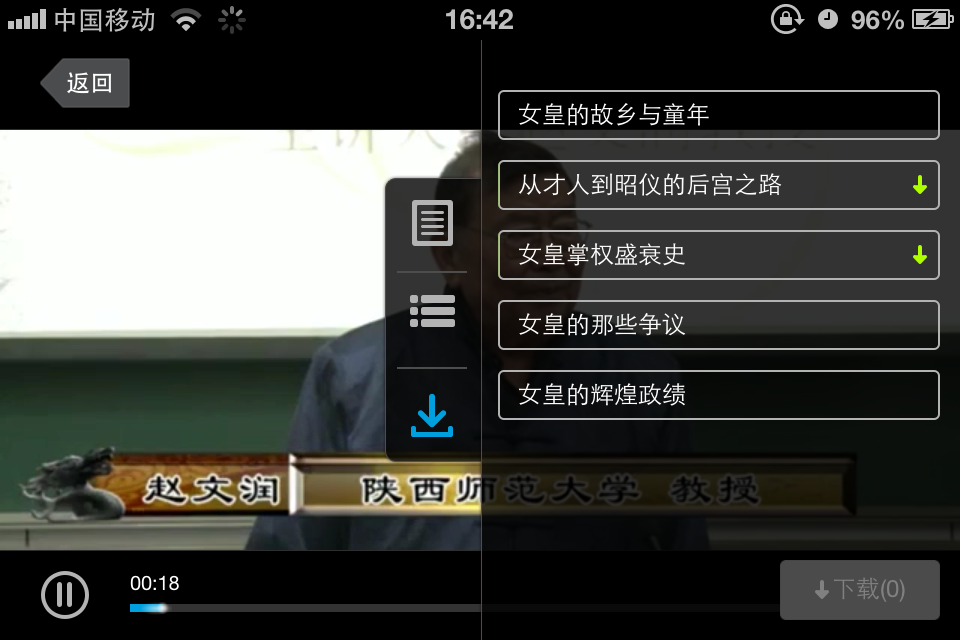 中国移动 16:42 96%
返回
女皇的故乡与童年
从才人到昭仪的后宫之路
女皇掌权盛衰史
女皇的那些争议
女皇的辉煌政绩
赵文润 陕西师范大学 教授
00:18
下载(0)